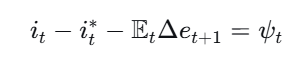 $i_t - i_t^* - \mathbb{E}_t \Delta e_{t+1} = \psi_t$